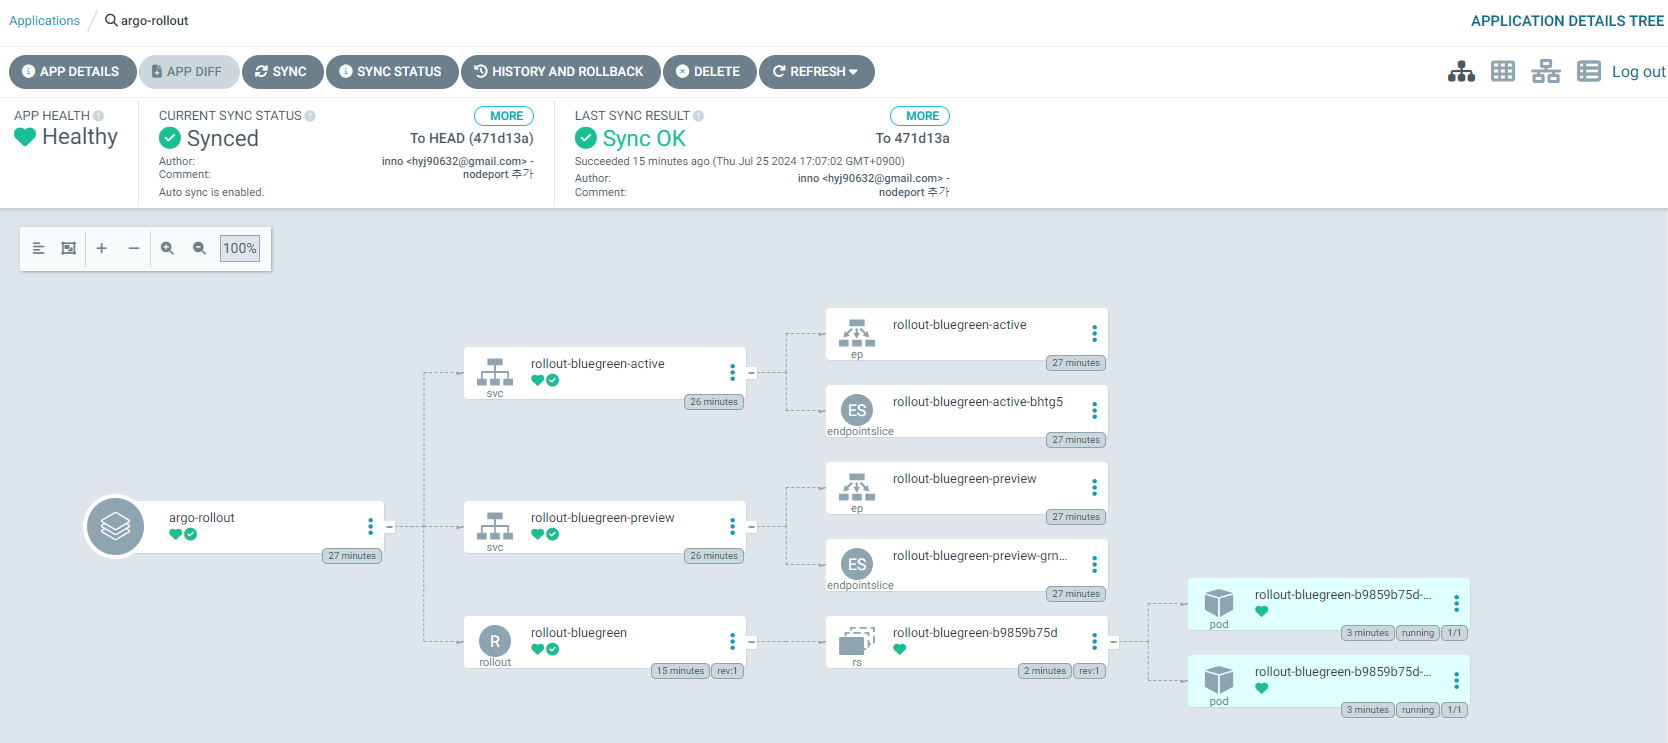 Applications / argo-rollout
APPLICATION DETAILS TREE
APP DETAILS
APP DIFF
SYNC
SYNC STATUS
HISTORY AND ROLLBACK
DELETE
REFRESH
Log out
APP HEALTH
Healthy
CURRENT SYNC STATUS
MORE
Synced
To HEAD (471d13a)
Author:
inno <hyj90632@gmail.com> -
Comment:
nodeport 추가
Auto sync is enabled.
LAST SYNC RESULT
MORE
Sync OK
To 471d13a
Succeeded 15 minutes ago (Thu Jul 25 2024 17:07:02 GMT+0900)
Author:
inno <hyj90632@gmail.com> -
Comment:
nodeport 추가
100%
argo-rollout
27 minutes
rollout-bluegreen-active
svc
26 minutes
rollout-bluegreen-preview
svc
26 minutes
R
rollout-bluegreen
rollout
15 minutes
rev:1
rollout-bluegreen-active
ep
27 minutes
ES
rollout-bluegreen-active-bhtg5
endpointslice
27 minutes
rollout-bluegreen-preview
ep
27 minutes
ES
rollout-bluegreen-preview-grn...
endpointslice
27 minutes
rollout-bluegreen-b9859b75d
rs
2 minutes
rev:1
rollout-bluegreen-b9859b75d-...
pod
3 minutes
running
1/1
rollout-bluegreen-b9859b75d-...
pod
3 minutes
running
1/1